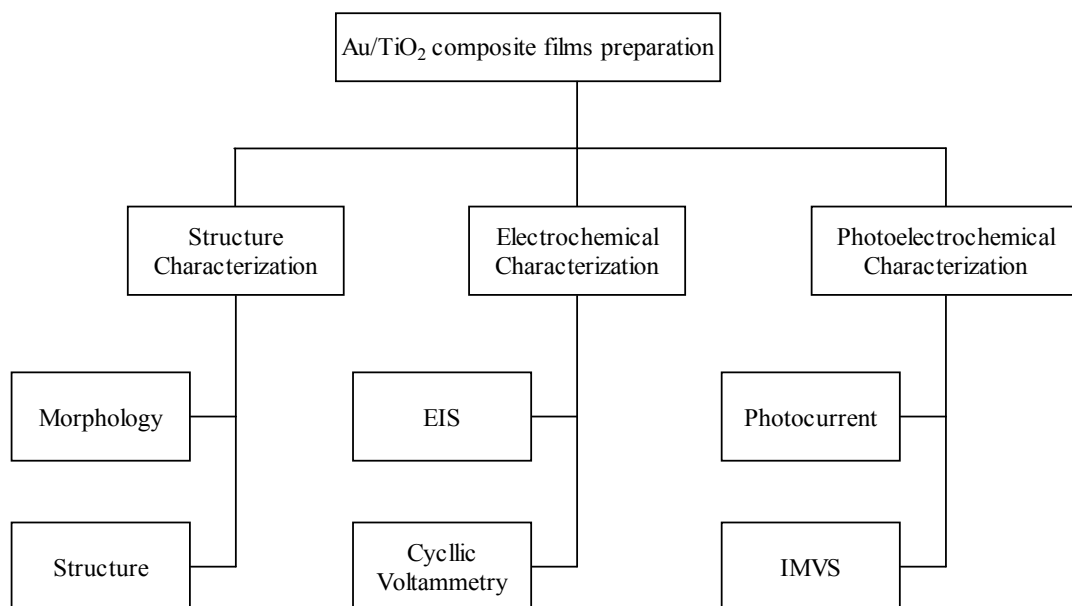 Au/TiO₂ composite films preparation
Structure
Characterization
Electrochemical
Characterization
Photoelectrochemical
Characterization
Morphology
EIS
Photocurrent
Structure
Cycllic
Voltammetry
IMVS